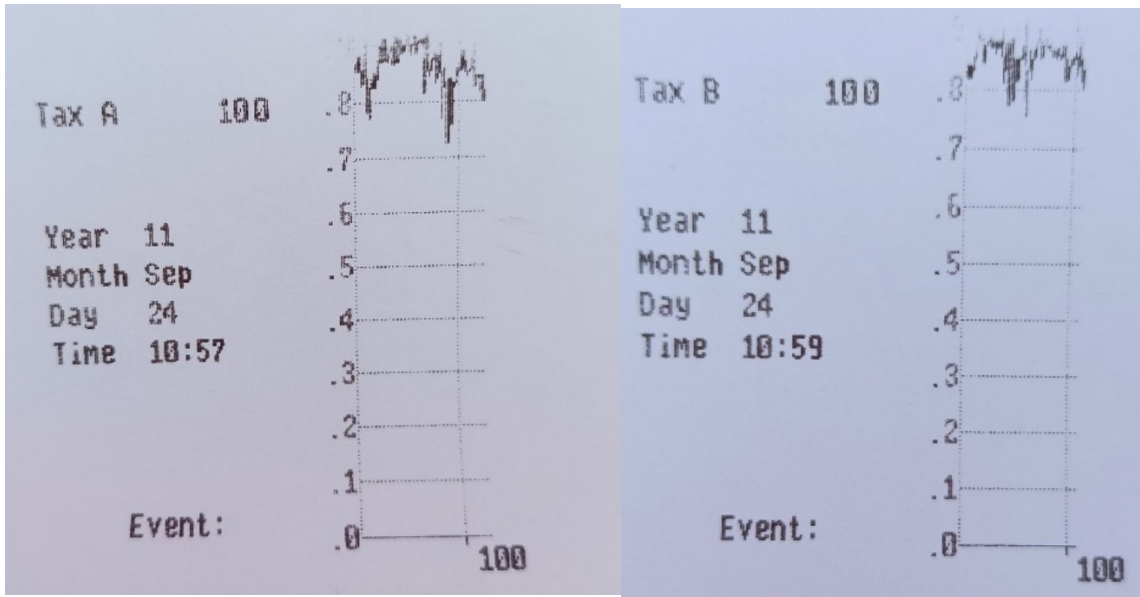 Tax A 100
Year 11
Month Sep
Day 24
Time 10:57
Event:
.8
.7
.6
.5
.4
.3
.2
.1
.0
100
Tax B 100
Year 11
Month Sep
Day 24
Time 10:59
Event:
.8
.7
.6
.5
.4
.3
.2
.1
.0
100